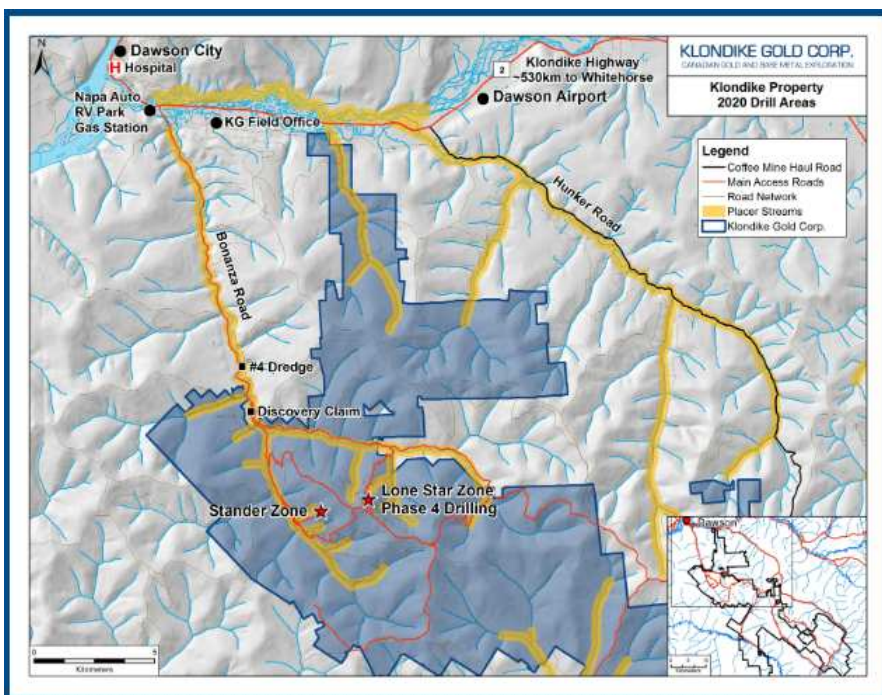 N
Dawson City
H Hospital
Napa Auto
RV Park
Gas Station
KG Field Office
2
Klondike Highway
~530km to Whitehorse
Dawson Airport
KLONDIKE GOLD CORP.
CANADIAN GOLD AND BASE METAL EXPLORATION
Klondike Property
2020 Drill Areas
Legend
Coffee Mine Haul Road
Main Access Roads
Road Network
Placer Streams
Klondike Gold Corp.
Hunker Road
Bonanza Road
#4 Dredge
Discovery Claim
Stander Zone
Lone Star Zone
Phase 4 Drilling
Dawson
0 5
Kilometers